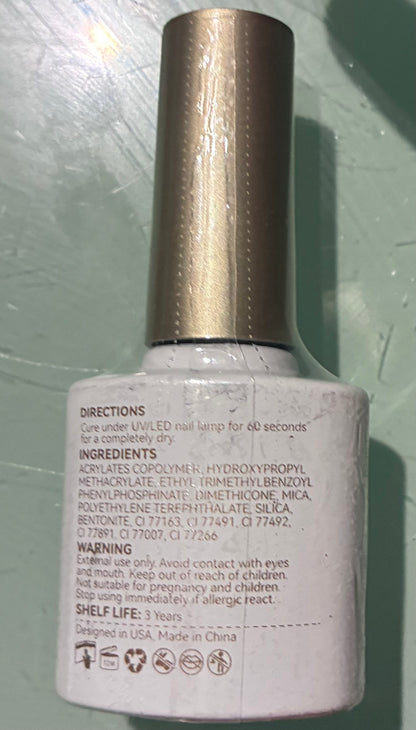 DIRECTIONS
Cure under UV/LED nail lamp for 60 seconds
for a completely dry.
INGREDIENTS
ACRYLATES COPOLYMER, HYDROXYPROPYL
METHACRYLATE, ETHYL TRIMETHYLBENZOYL
PHENYLPHOSPHINATE, DIMETHICONE, MICA,
POLYETHYLENE TEREPHTHALATE, SILICA,
BENTONITE, CI 77163, CI 77491, CI 77492,
CI 77891, CI 77007, CI 77266
WARNING
External use only. Avoid contact with eyes
and mouth. Keep out of reach of children.
Not suitable for pregnancy and children.
Stop using immediately if allergic react.
SHELF LIFE: 3 Years
Designed in USA, Made in China